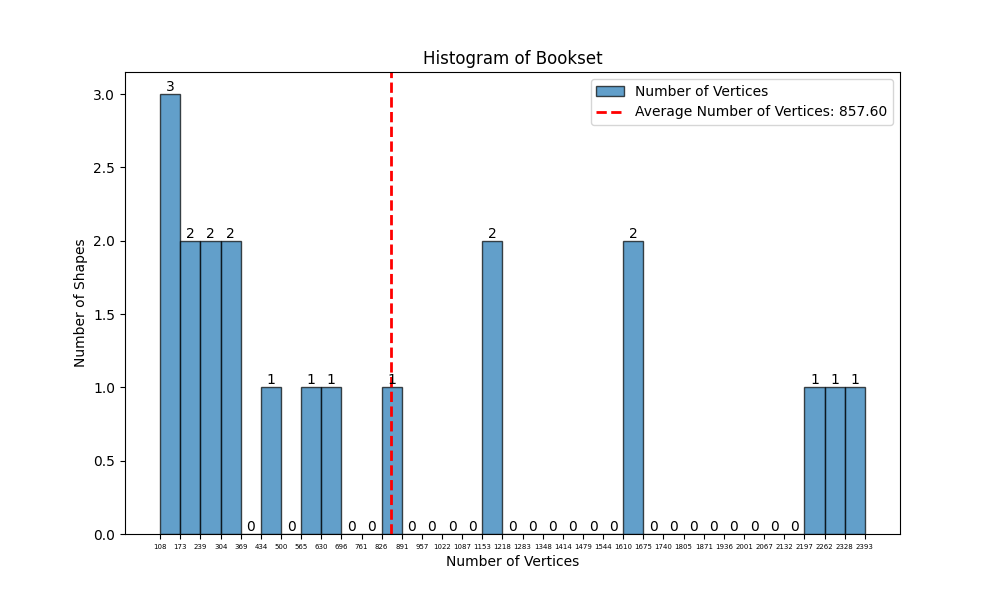 Histogram of Bookset
Number of Vertices
Average Number of Vertices: 857.60
Number of Shapes
3.0
2.5
2.0
1.5
1.0
0.5
0.0
3 2 2 2 0 1 0 1 1 0 0 1 0 0 0 0 2 0 0 0 0 0 0 2 0 0 0 0 0 0 0 0 1 1 1
108 173 239 304 369 434 500 565 630 696 761 826 891 957 1022 1087 1153 1218 1283 1348 1414 1479 1544 1610 1675 1740 1805 1871 1936 2001 2067 2132 2197 2262 2328 2393
Number of Vertices